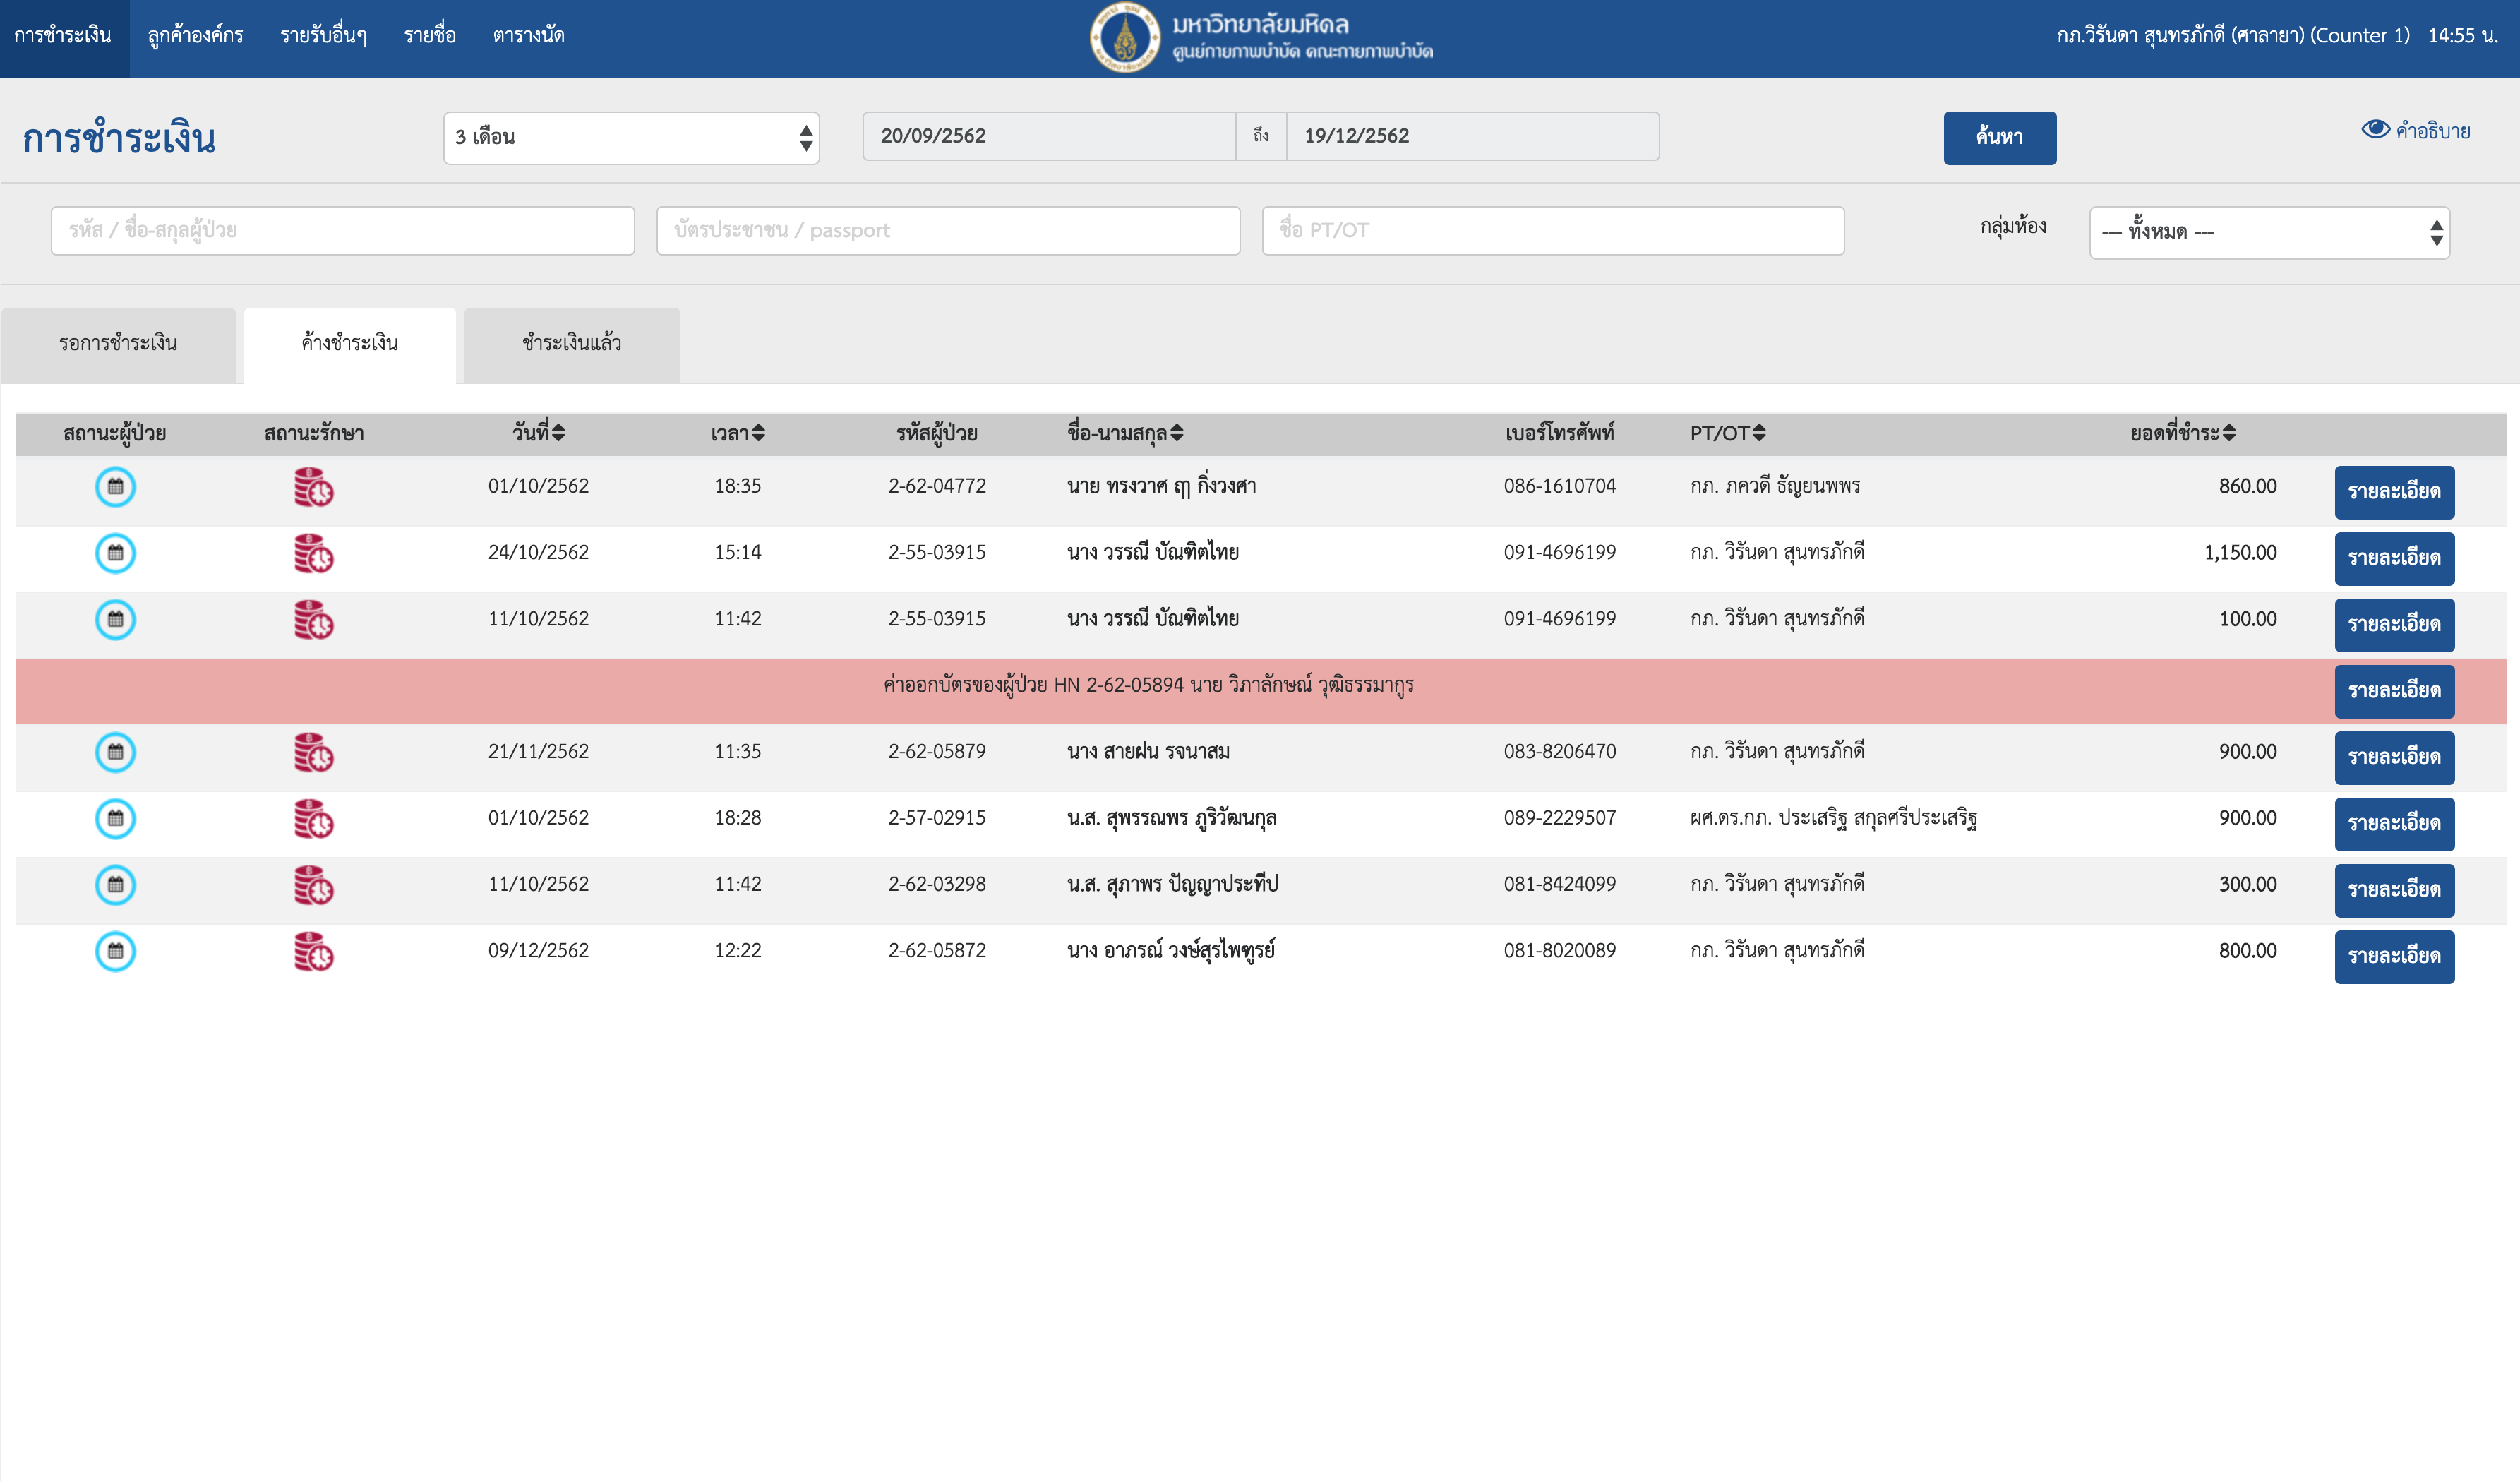 การชำระเงิน ลูกค้าองค์กร รายรับอื่นๆ รายชื่อ ตารางนัด
มหาวิทยาลัยมหิดล
ศูนย์กายภาพบำบัด คณะกายภาพบำบัด
กภ.วิรันดา สุนทรภักดี (ศาลายา) (Counter 1) 14:55 น.
การชำระเงิน 3 เดือน 20/09/2562 ถึง 19/12/2562 ค้นหา คำอธิบาย
รหัส / ชื่อ-สกุลผู้ป่วย บัตรประชาชน / passport ชื่อ PT/OT กลุ่มห้อง --- ทั้งหมด ---
รอการชำระเงิน ค้างชำระเงิน ชำระเงินแล้ว
สถานะผู้ป่วย สถานะรักษา วันที่ เวลา รหัสผู้ป่วย ชื่อ-นามสกุล เบอร์โทรศัพท์ PT/OT ยอดที่ชำระ
01/10/2562 18:35 2-62-04772 นาย ทรงวาศ ฤๅ กิ่งวงศา 086-1610704 กภ. ภควดี ธัญยนพพร 860.00 รายละเอียด
24/10/2562 15:14 2-55-03915 นาง วรรณี บัณฑิตไทย 091-4696199 กภ. วิรันดา สุนทรภักดี 1,150.00 รายละเอียด
11/10/2562 11:42 2-55-03915 นาง วรรณี บัณฑิตไทย 091-4696199 กภ. วิรันดา สุนทรภักดี 100.00 รายละเอียด
ค่าออกบัตรของผู้ป่วย HN 2-62-05894 นาย วิภาลักษณ์ วุฒิธรรมากูร รายละเอียด
21/11/2562 11:35 2-62-05879 นาง สายฝน รจนาสม 083-8206470 กภ. วิรันดา สุนทรภักดี 900.00 รายละเอียด
01/10/2562 18:28 2-57-02915 น.ส. สุพรรณพร ภูริวัฒนกุล 089-2229507 ผศ.ดร.กภ. ประเสริฐ สกุลศรีประเสริฐ 900.00 รายละเอียด
11/10/2562 11:42 2-62-03298 น.ส. สุภาพร ปัญญาประทีป 081-8424099 กภ. วิรันดา สุนทรภักดี 300.00 รายละเอียด
09/12/2562 12:22 2-62-05872 นาง อาภรณ์ วงษ์สุรไพฑูรย์ 081-8020089 กภ. วิรันดา สุนทรภักดี 800.00 รายละเอียด